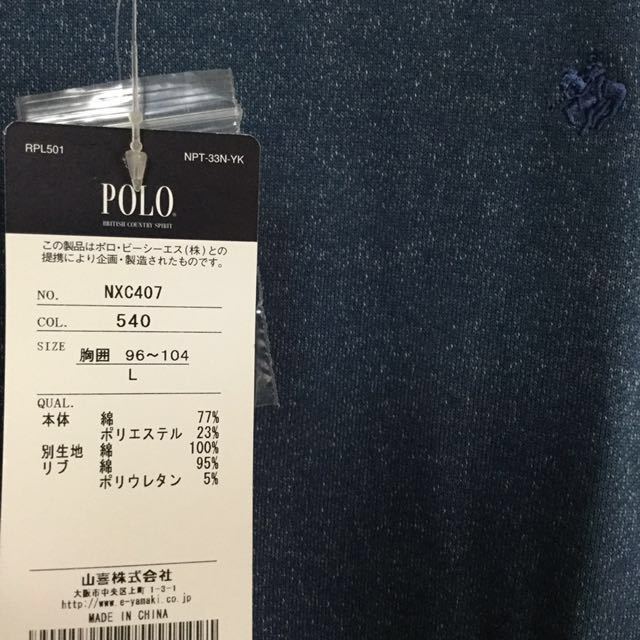 RPL501
NPT-33N-YK
POLO
BRITISH COUNTRY SPIRIT
この製品はポロ・ビーシーエス(株)との
提携により企画・製造されたものです。
NO. NXC407
COL. 540
SIZE 胸囲 96～104
L
QUAL.
本体 綿 77%
ポリエステル 23%
別生地 綿 100%
リブ 綿 95%
ポリウレタン 5%
山喜株式会社
大阪市中央区上町1-3-1
http://www.e-yamaki.co.jp
MADE IN CHINA